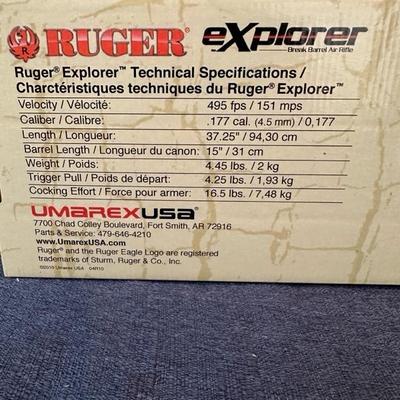 RUGER® eXplorer
R
Break Barrel Air Rifle
Ruger® Explorer™ Technical Specifications /
Charctéristiques techniques du Ruger® Explorer™
Velocity / Vélocité: 495 fps / 151 mps
Caliber / Calibre: .177 cal. (4.5 mm) / 0,177
Length / Longueur: 37.25" / 94,30 cm
Barrel Length / Longueur du canon: 15" / 31 cm
Weight / Poids: 4.45 lbs. / 2 kg
Trigger Pull / Poids de départ: 4.25 lbs. / 1,93 kg
Cocking Effort / Force pour armer: 16.5 lbs. / 7,48 kg
UMAREXUSA®
7700 Chad Colley Boulevard, Fort Smith, AR 72916
Parts & Service: 479-646-4210
www.UmarexUSA.com
Ruger® and the Ruger Eagle Logo are registered
trademarks of Sturm, Ruger & Co., Inc.
©2010 Umarex USA 04R10